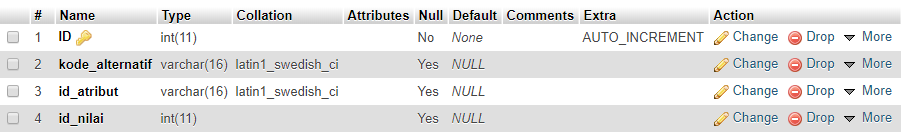 # Name Type Collation Attributes Null Default Comments Extra Action
1 ID int(11) No None AUTO_INCREMENT Change Drop More
2 kode_alternatif varchar(16) latin1_swedish_ci Yes NULL Change Drop More
3 id_atribut varchar(16) latin1_swedish_ci Yes NULL Change Drop More
4 id_nilai int(11) Yes NULL Change Drop More